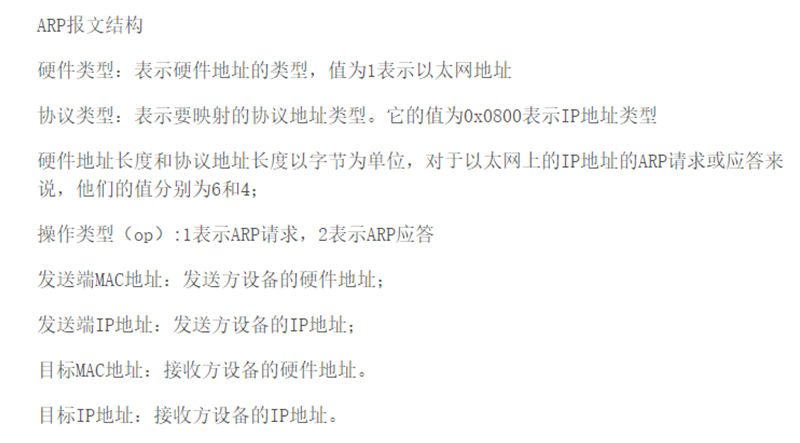 ARP报文结构
硬件类型：表示硬件地址的类型，值为1表示以太网地址
协议类型：表示要映射的协议地址类型。它的值为0x0800表示IP地址类型
硬件地址长度和协议地址长度以字节为单位，对于以太网上的IP地址的ARP请求或应答来
说，他们的值分别为6和4；
操作类型（op）:1表示ARP请求，2表示ARP应答
发送端MAC地址：发送方设备的硬件地址；
发送端IP地址：发送方设备的IP地址；
目标MAC地址：接收方设备的硬件地址。
目标IP地址：接收方设备的IP地址。